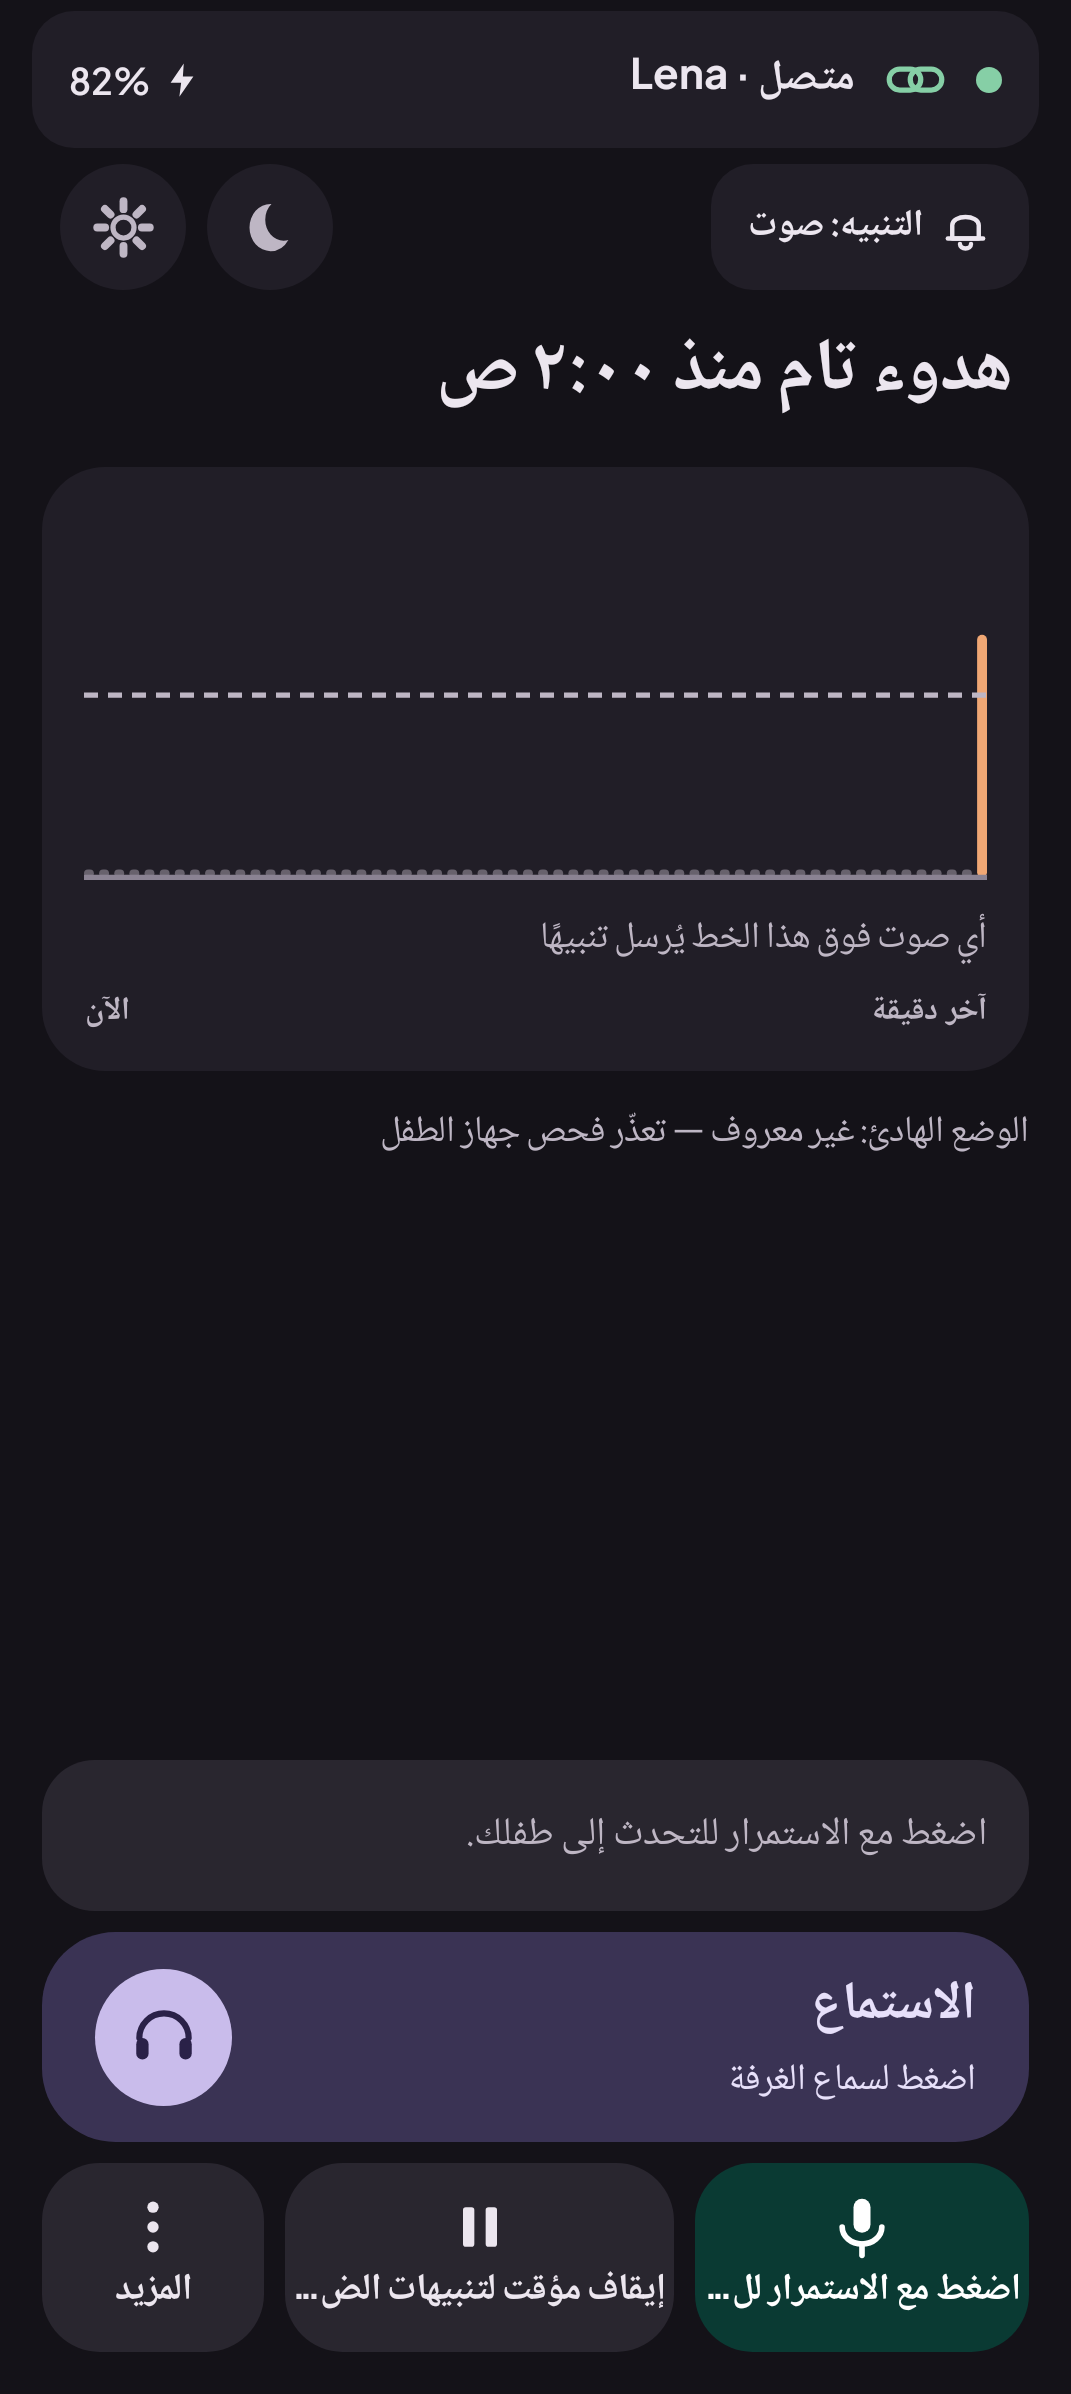 متصل · Lena
82%
التنبيه: صوت
هدوء تام منذ ٢:٠٠ ص
أي صوت فوق هذا الخط يُرسل تنبيهًا
آخر دقيقة
الآن
الوضع الهادئ: غير معروف — تعذّر فحص جهاز الطفل
اضغط مع الاستمرار للتحدث إلى طفلك.
الاستماع
اضغط لسماع الغرفة
اضغط مع الاستمرار لل...
إيقاف مؤقت لتنبيهات الض...
المزيد